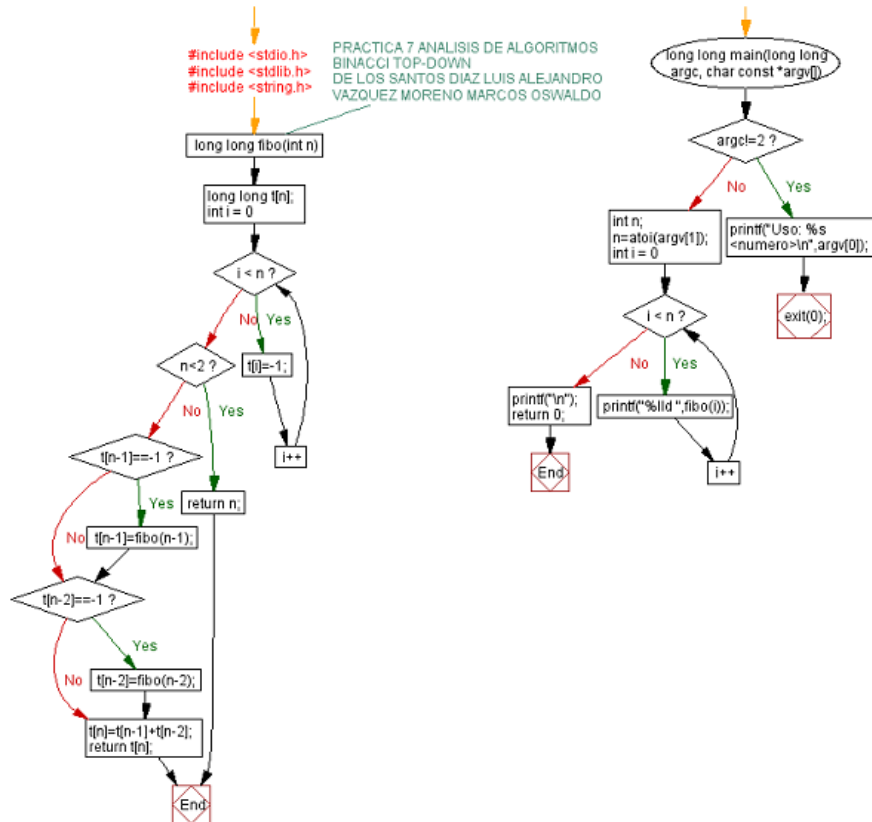 #include <stdio.h>
#include <stdlib.h>
#include <string.h>
PRACTICA 7 ANALISIS DE ALGORITMOS
BINACCI TOP-DOWN
DE LOS SANTOS DIAZ LUIS ALEJANDRO
VAZQUEZ MORENO MARCOS OSWALDO
long long fibo(int n)
long long t[n];
int i = 0
i < n ?
No
Yes
n<2 ?
t[i]=-1;
No
Yes
i++
t[n-1]==-1 ?
return n;
Yes
No
t[n-1]=fibo(n-1);
t[n-2]==-1 ?
Yes
No
t[n-2]=fibo(n-2);
t[n]=t[n-1]+t[n-2];
return t[n];
End
long long main(long long
argc, char const *argv[])
argc!=2 ?
No
Yes
int n;
n=atoi(argv[1]);
int i = 0
printf("Uso: %s
<numero>\n",argv[0]);
exit(0);
i < n ?
No
Yes
printf("\n");
return 0;
printf("%lld ",fibo(i));
End
i++